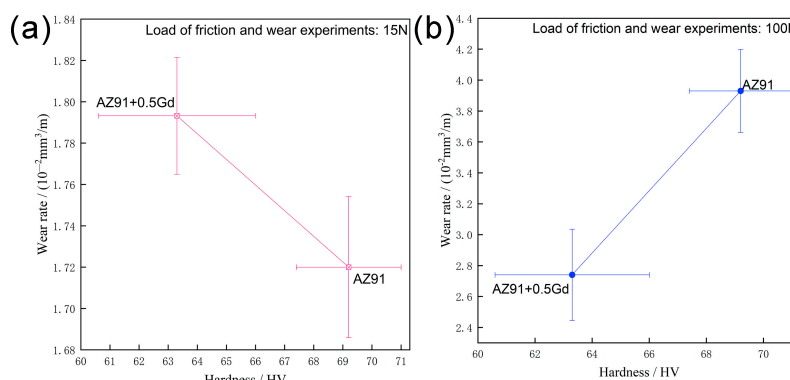 (a)
Load of friction and wear experiments: 15N
1.84
1.82
1.80
1.78
1.76
1.74
1.72
1.70
1.68
Wear rate / (10⁻²mm³/m)
AZ91+0.5Gd
AZ91
60 61 62 63 64 65 66 67 68 69 70 71
Hardness / HV
(b)
Load of friction and wear experiments: 100
4.4
4.2
4.0
3.8
3.6
3.4
3.2
3.0
2.8
2.6
2.4
Wear rate / (10⁻²mm³/m)
AZ91
AZ91+0.5Gd
60 62 64 66 68 70
Hardness / HV